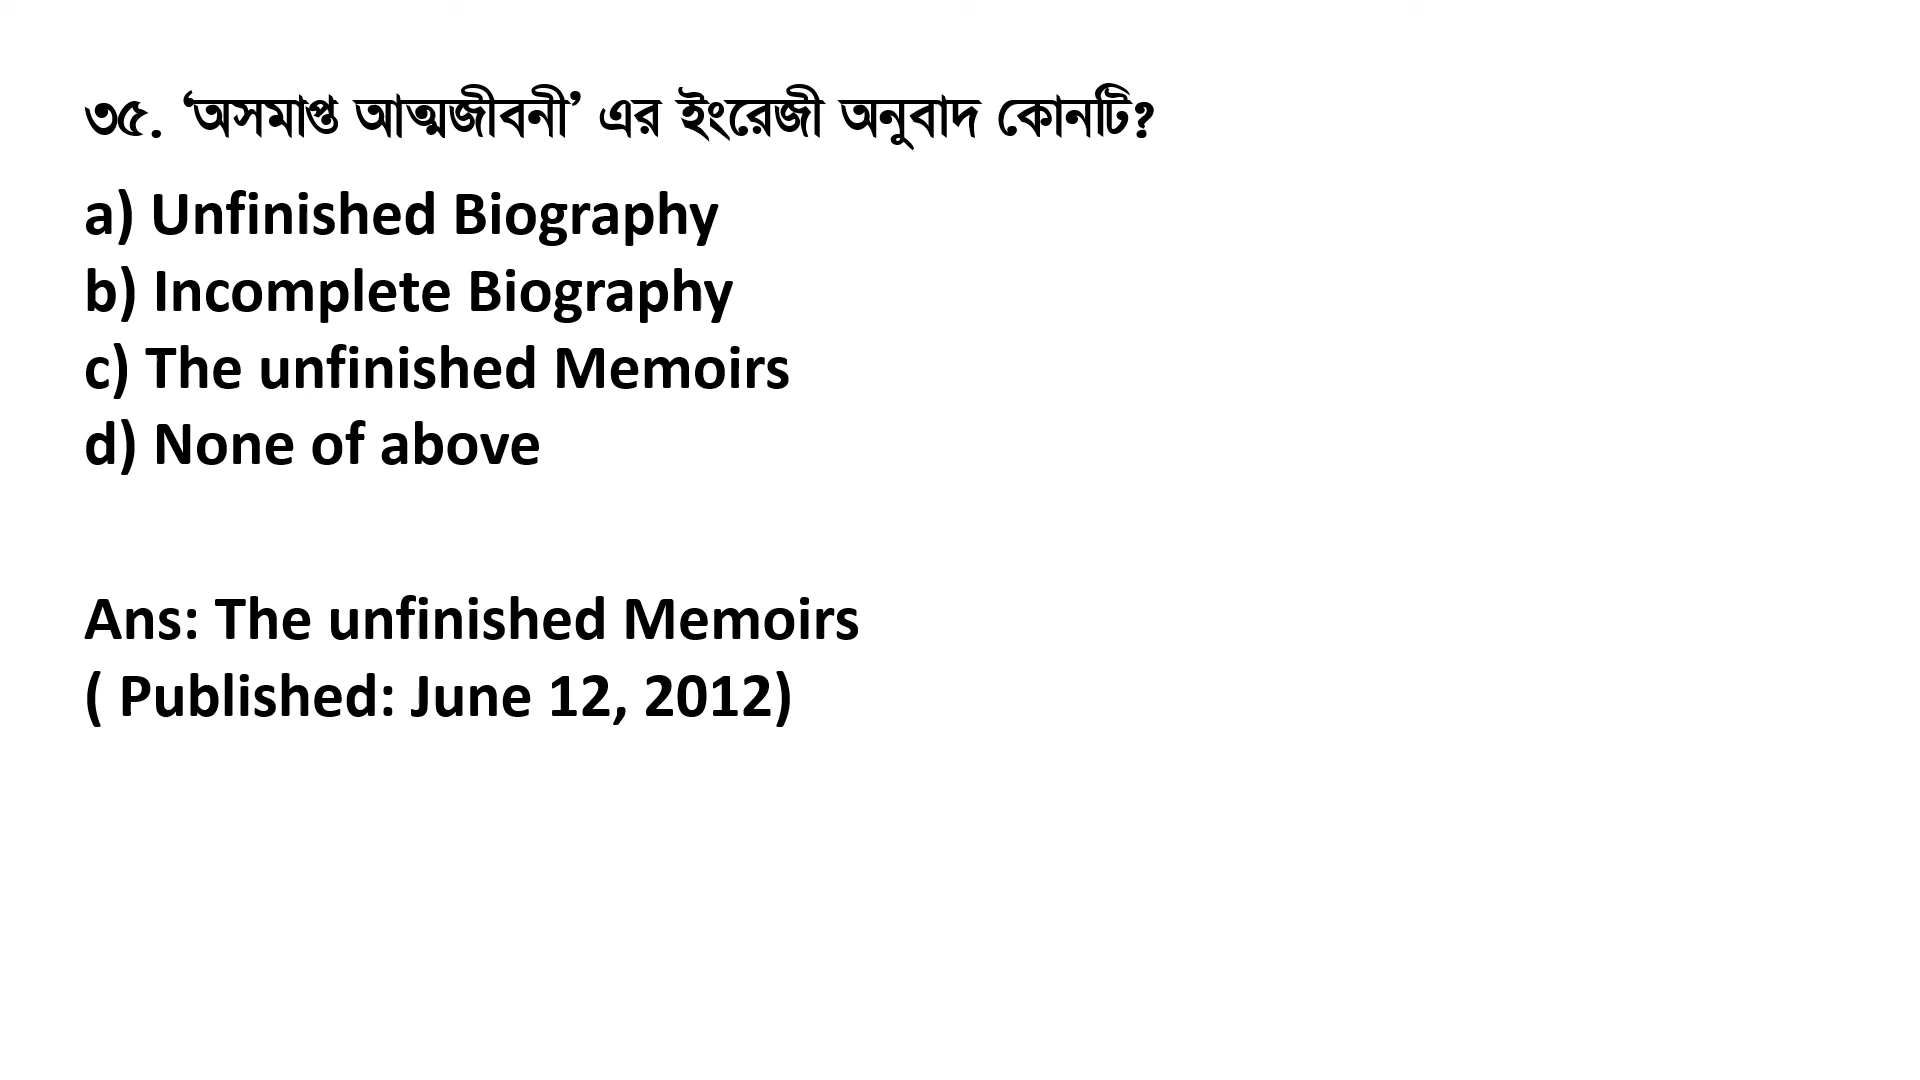 ৩৫. ‘অসমাপ্ত আত্মজীবনী’ এর ইংরেজী অনুবাদ কোনটি?
a) Unfinished Biography
b) Incomplete Biography
c) The unfinished Memoirs
d) None of above
Ans: The unfinished Memoirs
( Published: June 12, 2012)